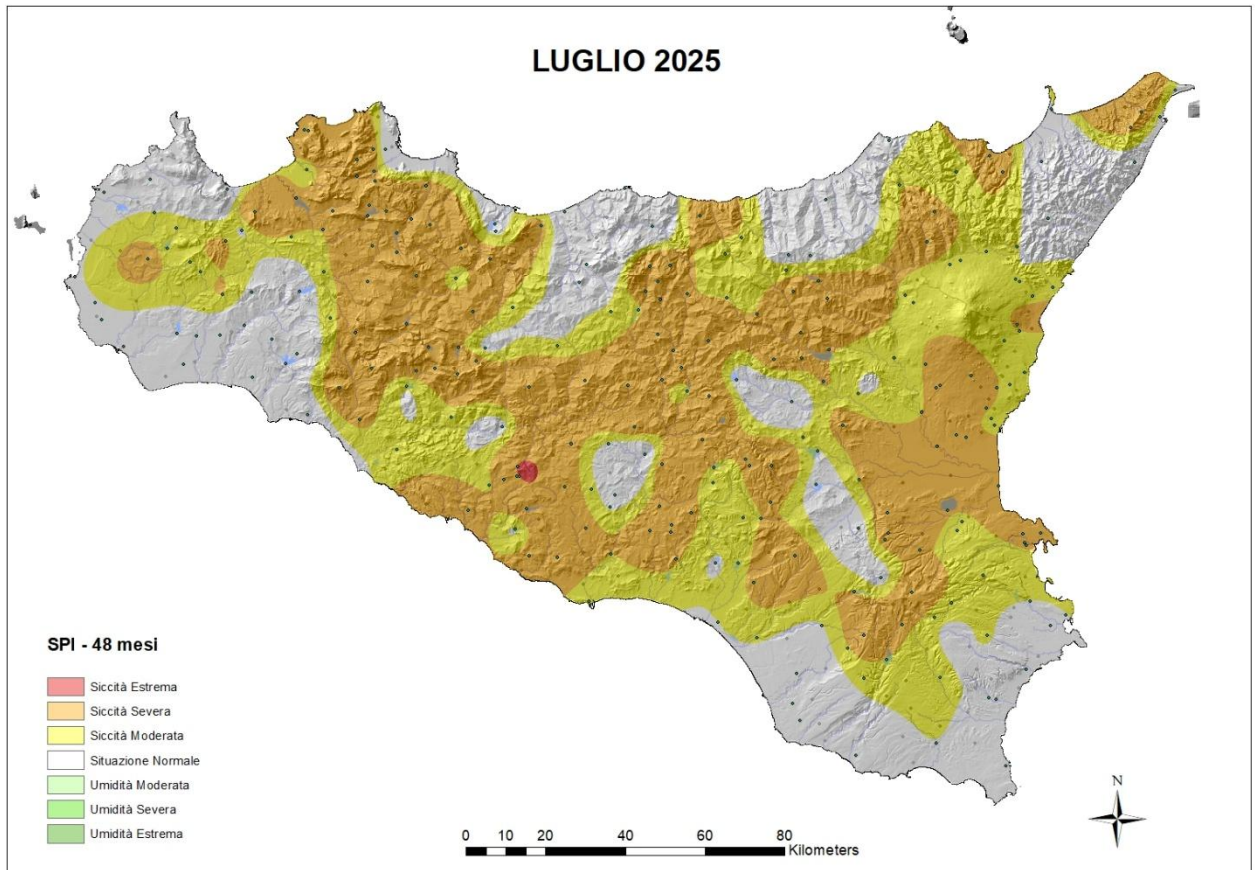 LUGLIO 2025
SPI - 48 mesi
Siccità Estrema
Siccità Severa
Siccità Moderata
Situazione Normale
Umidità Moderata
Umidità Severa
Umidità Estrema
N
0 10 20 40 60 80
Kilometers